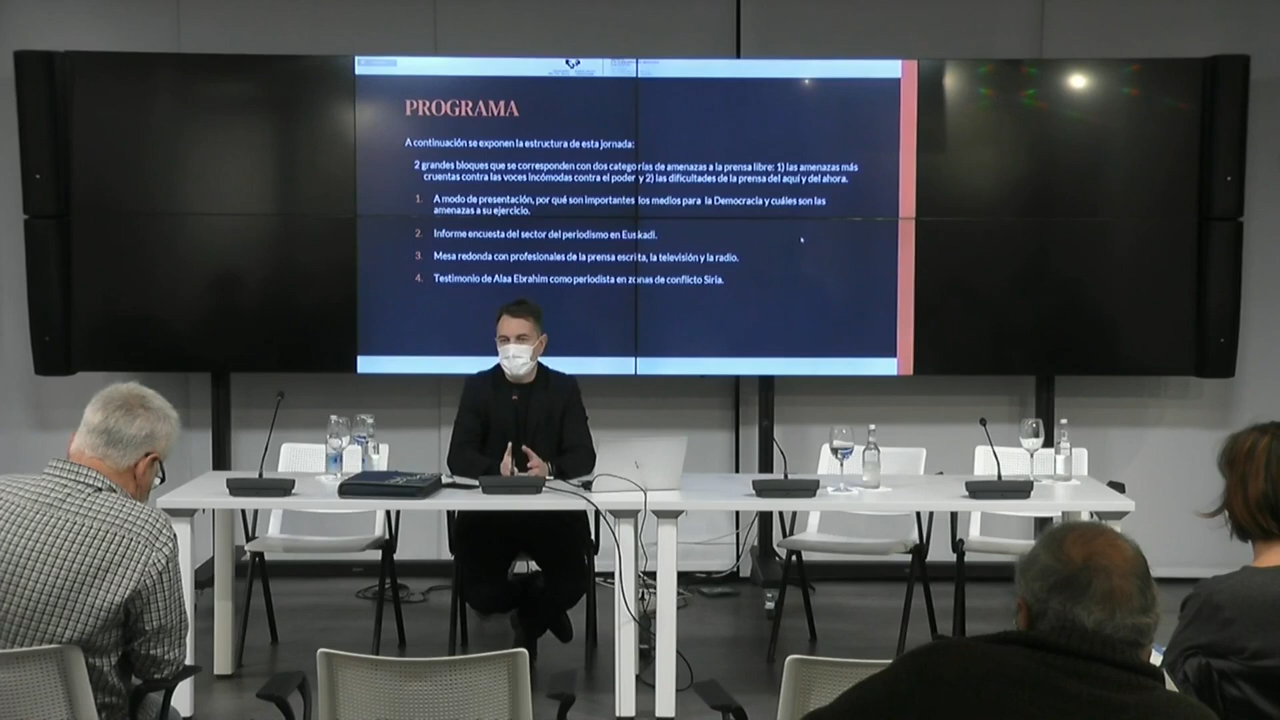 PROGRAMA
A continuación se exponen la estructura de esta jornada:
2 grandes bloques que se corresponden con dos categorías de amenazas a la prensa libre: 1) las amenazas más
cruentas contra las voces incómodas contra el poder y 2) las dificultades de la prensa del aquí y del ahora.
1. A modo de presentación, por qué son importantes los medios para la Democracia y cuáles son las
amenazas a su ejercicio.
2. Informe encuesta del sector del periodismo en Euskadi.
3. Mesa redonda con profesionales de la prensa escrita, la televisión y la radio.
4. Testimonio de Alaa Ebrahim como periodista en zonas de conflicto Siria.